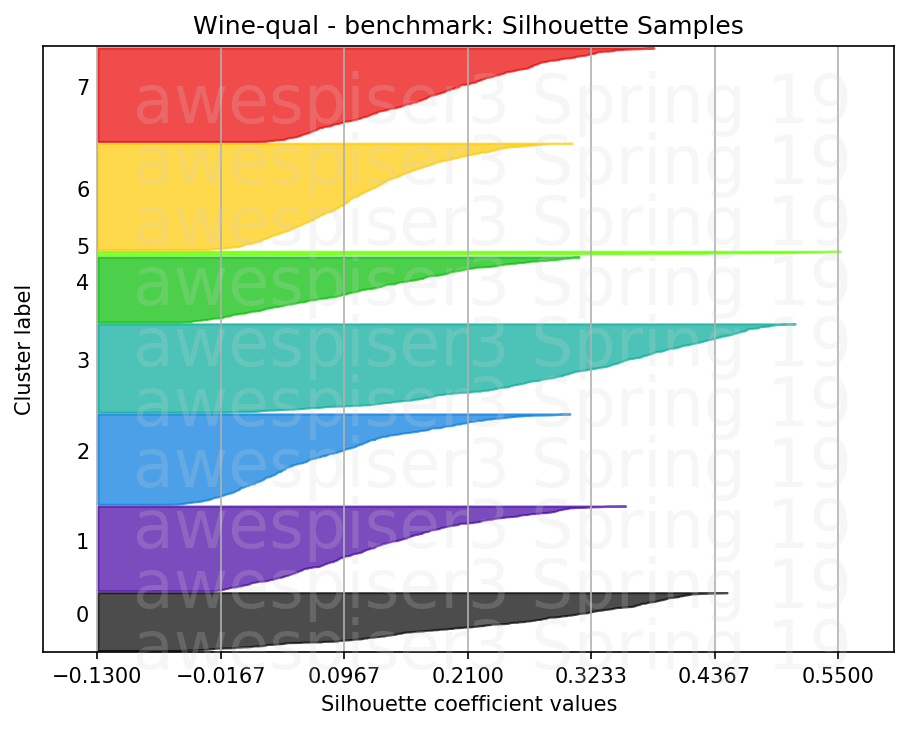 Wine-qual - benchmark: Silhouette Samples
7
6
5
4
3
2
1
0
Cluster label
awespiser3 Spring 19
awespiser3 Spring 19
awespiser3 Spring 19
awespiser3 Spring 19
awespiser3 Spring 19
awespiser3 Spring 19
awespiser3 Spring 19
awespiser3 Spring 19
awespiser3 Spring 19
awespiser3 Spring 19
−0.1300 −0.0167 0.0967 0.2100 0.3233 0.4367 0.5500
Silhouette coefficient values